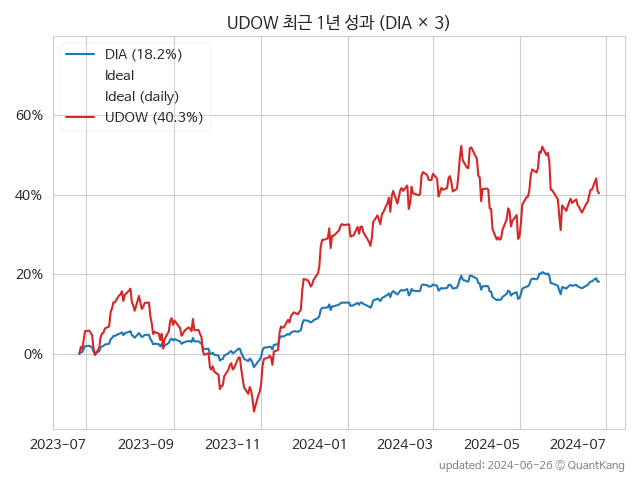 UDOW 최근 1년 성과 (DIA × 3)
DIA (18.2%)
Ideal
Ideal (daily)
UDOW (40.3%)
60%
40%
20%
0%
2023-07 2023-09 2023-11 2024-01 2024-03 2024-05 2024-07
updated: 2024-06-26 © QuantKang